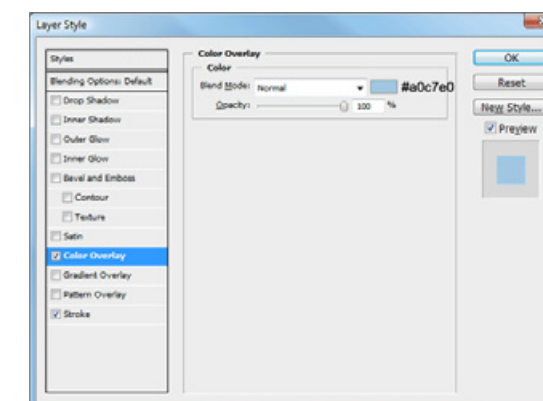 Layer Style
Styles
Blending Options: Default
Drop Shadow
Inner Shadow
Outer Glow
Inner Glow
Bevel and Emboss
Contour
Texture
Satin
Color Overlay
Gradient Overlay
Pattern Overlay
Stroke
Color Overlay
Color
Blend Mode: Normal #a0c7e0
Opacity: 100 %
OK
Reset
New Style...
Preview